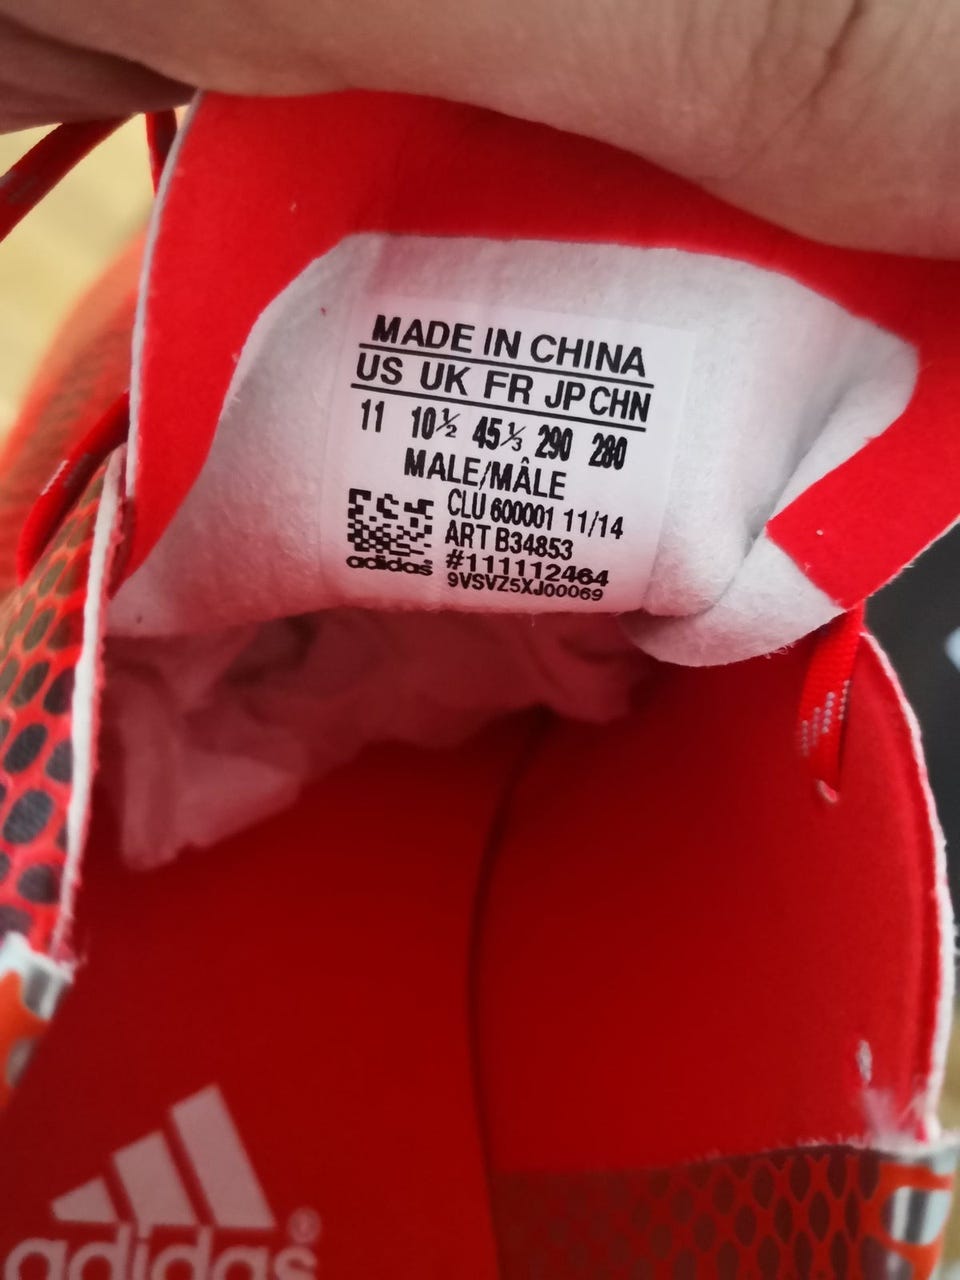 MADE IN CHINA
US UK FR JP CHN
11 10½ 45⅓ 290 280
MALE/MÂLE
CLU 600001 11/14
ART B34853
#111112464
adidas
9VSVZ5XJ00069
adidas®